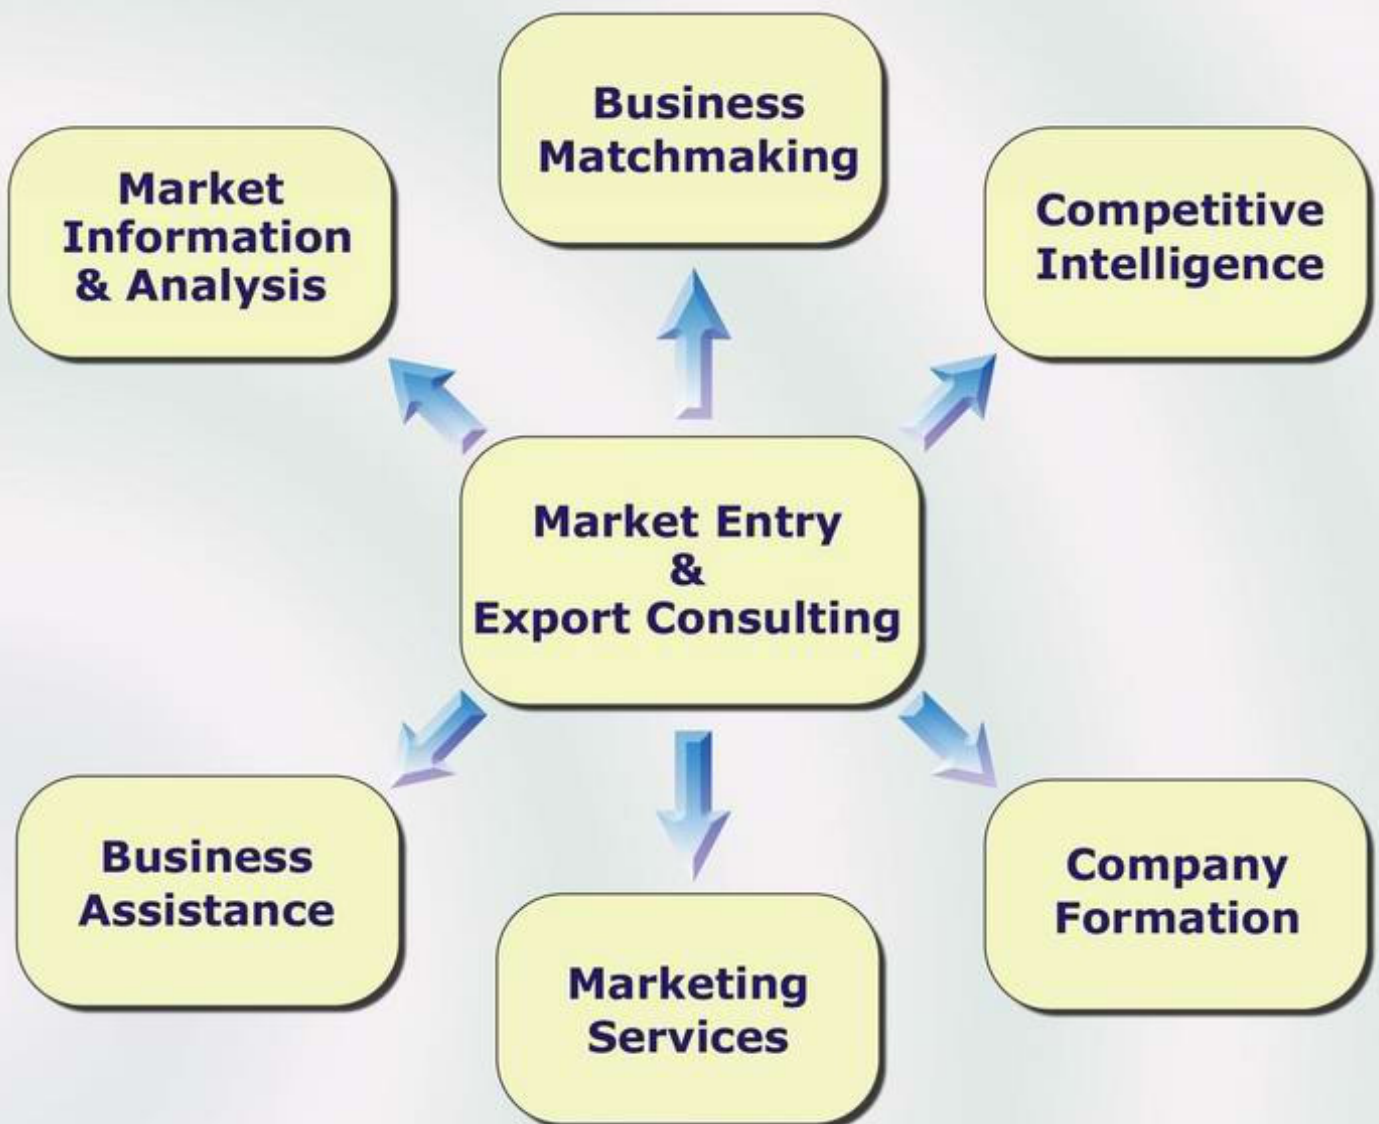 Business
Matchmaking
Market
Information
& Analysis
Competitive
Intelligence
Market Entry
&
Export Consulting
Business
Assistance
Marketing
Services
Company
Formation